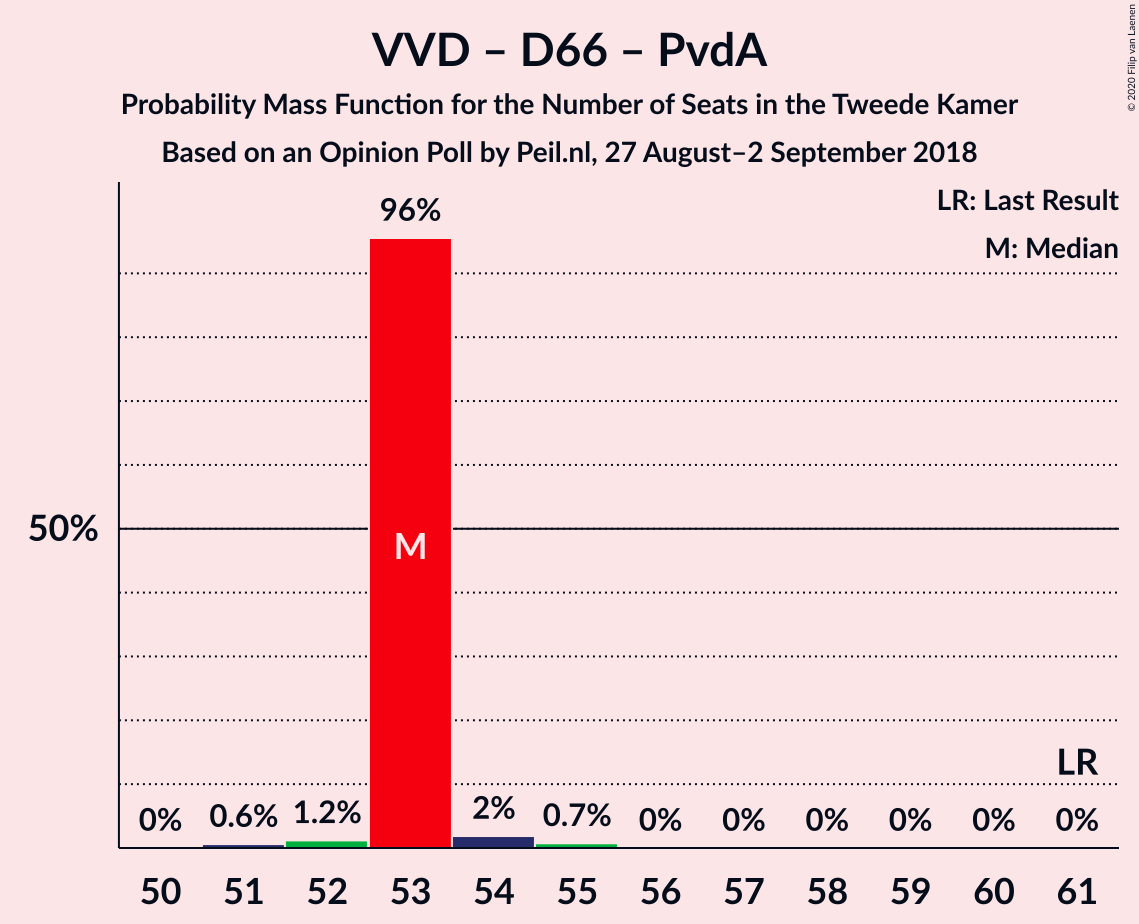 VVD – D66 – PvdA
Probability Mass Function for the Number of Seats in the Tweede Kamer
Based on an Opinion Poll by Peil.nl, 27 August–2 September 2018
© 2020 Filip van Laenen
LR: Last Result
M: Median
96%
50%
M
LR
0% 0.6% 1.2% 2% 0.7% 0% 0% 0% 0% 0% 0%
50 51 52 53 54 55 56 57 58 59 60 61